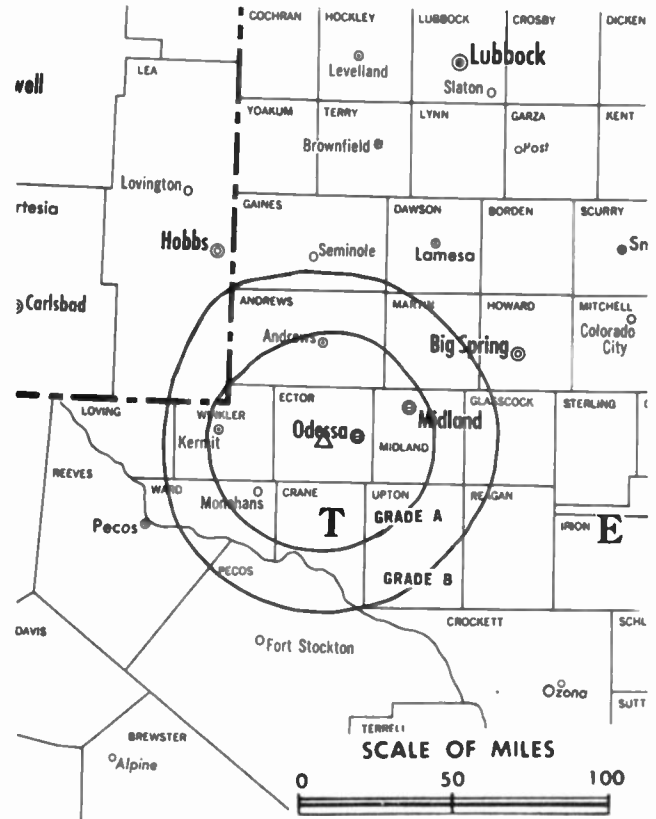 COCHRAN HOCKLEY LUBBOCK CROSBY DICKEN
Levelland Lubbock
LEA
Slaton
well
YOAKUM TERRY LYNN GARZA KENT
Brownfield Post
Lovington
rtesia
GAINES DAWSON BORDEN SCURRY
Hobbs Seminole Lamesa Sn
ANDREWS MARTIN HOWARD MITCHELL
Carlsbad
Andrews Big Spring Colorado
City
LOVING WINKLER ECTOR GLASSCOCK STERLING
Kermit Odessa Midland
MIDLAND
REEVES
WARD Monahans CRANE UPTON REAGAN
Pecos T GRADE A IRION E
PECOS GRADE B
DAVIS CROCKETT SCHL
Fort Stockton
Ozona
SUTT
TERRELL
BREWSTER
Alpine
SCALE OF MILES
0 50 100